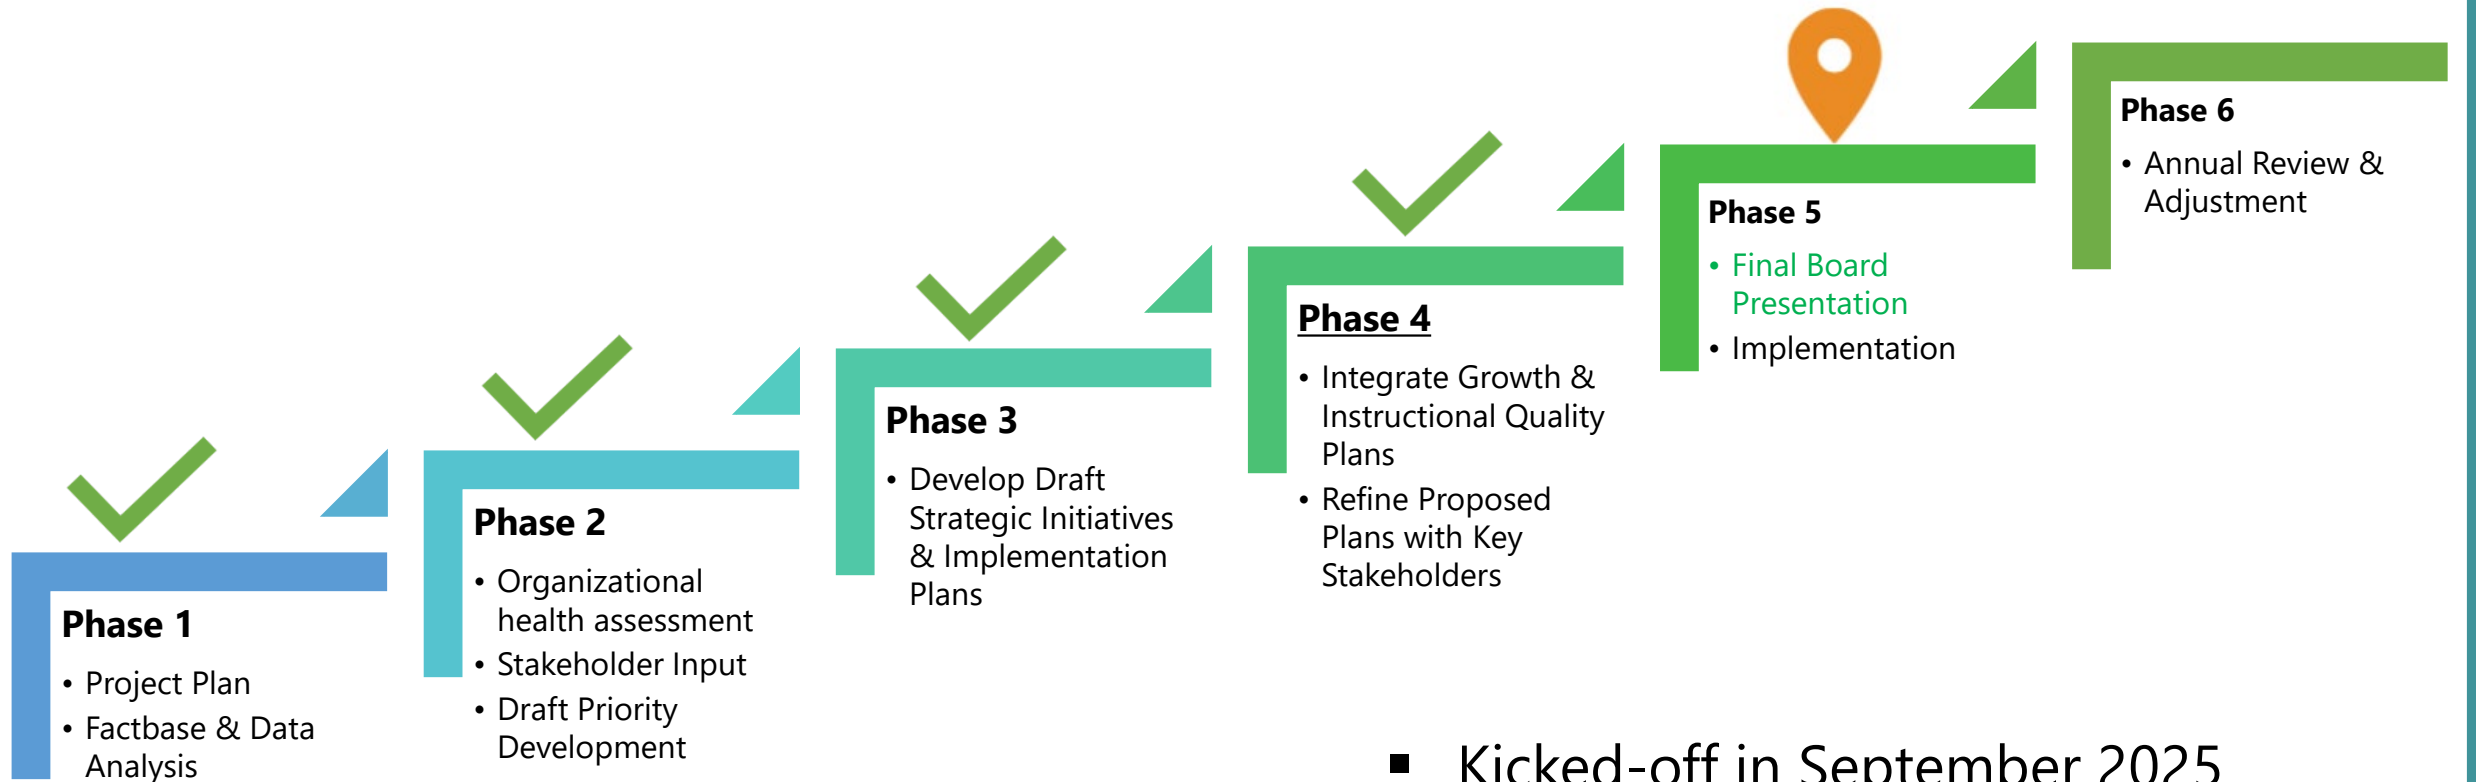 Phase 1
• Project Plan
• Factbase & Data
Analysis
Phase 2
• Organizational
health assessment
• Stakeholder Input
• Draft Priority
Development
Phase 3
• Develop Draft
Strategic Initiatives
& Implementation
Plans
Phase 4
• Integrate Growth &
Instructional Quality
Plans
• Refine Proposed
Plans with Key
Stakeholders
Phase 5
• Final Board
Presentation
• Implementation
Phase 6
• Annual Review &
Adjustment
▪ Kicked-off in September 2025